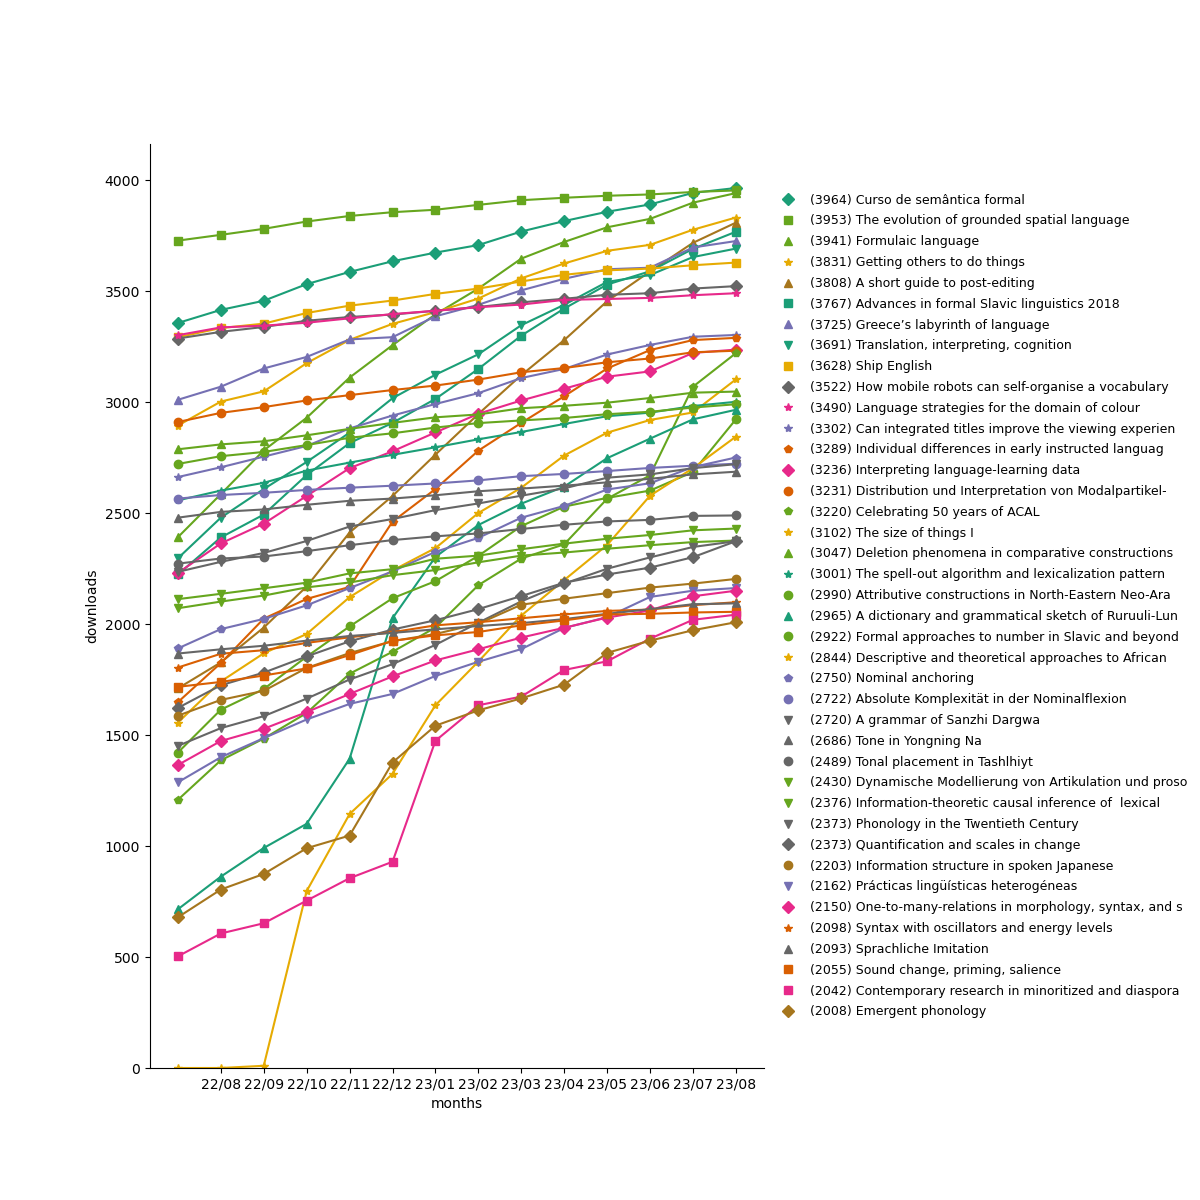 4000
3500
3000
2500
2000
1500
1000
500
0
downloads
22/08 22/09 22/10 22/11 22/12 23/01 23/02 23/03 23/04 23/05 23/06 23/07 23/08
months
(3964) Curso de semântica formal
(3953) The evolution of grounded spatial language
(3941) Formulaic language
(3831) Getting others to do things
(3808) A short guide to post-editing
(3767) Advances in formal Slavic linguistics 2018
(3725) Greece’s labyrinth of language
(3691) Translation, interpreting, cognition
(3628) Ship English
(3522) How mobile robots can self-organise a vocabulary
(3490) Language strategies for the domain of colour
(3302) Can integrated titles improve the viewing experien
(3289) Individual differences in early instructed languag
(3236) Interpreting language-learning data
(3231) Distribution und Interpretation von Modalpartikel-
(3220) Celebrating 50 years of ACAL
(3102) The size of things I
(3047) Deletion phenomena in comparative constructions
(3001) The spell-out algorithm and lexicalization pattern
(2990) Attributive constructions in North-Eastern Neo-Ara
(2965) A dictionary and grammatical sketch of Ruruuli-Lun
(2922) Formal approaches to number in Slavic and beyond
(2844) Descriptive and theoretical approaches to African
(2750) Nominal anchoring
(2722) Absolute Komplexität in der Nominalflexion
(2720) A grammar of Sanzhi Dargwa
(2686) Tone in Yongning Na
(2489) Tonal placement in Tashlhiyt
(2430) Dynamische Modellierung von Artikulation und proso
(2376) Information-theoretic causal inference of  lexical
(2373) Phonology in the Twentieth Century
(2373) Quantification and scales in change
(2203) Information structure in spoken Japanese
(2162) Prácticas lingüísticas heterogéneas
(2150) One-to-many-relations in morphology, syntax, and s
(2098) Syntax with oscillators and energy levels
(2093) Sprachliche Imitation
(2055) Sound change, priming, salience
(2042) Contemporary research in minoritized and diaspora
(2008) Emergent phonology